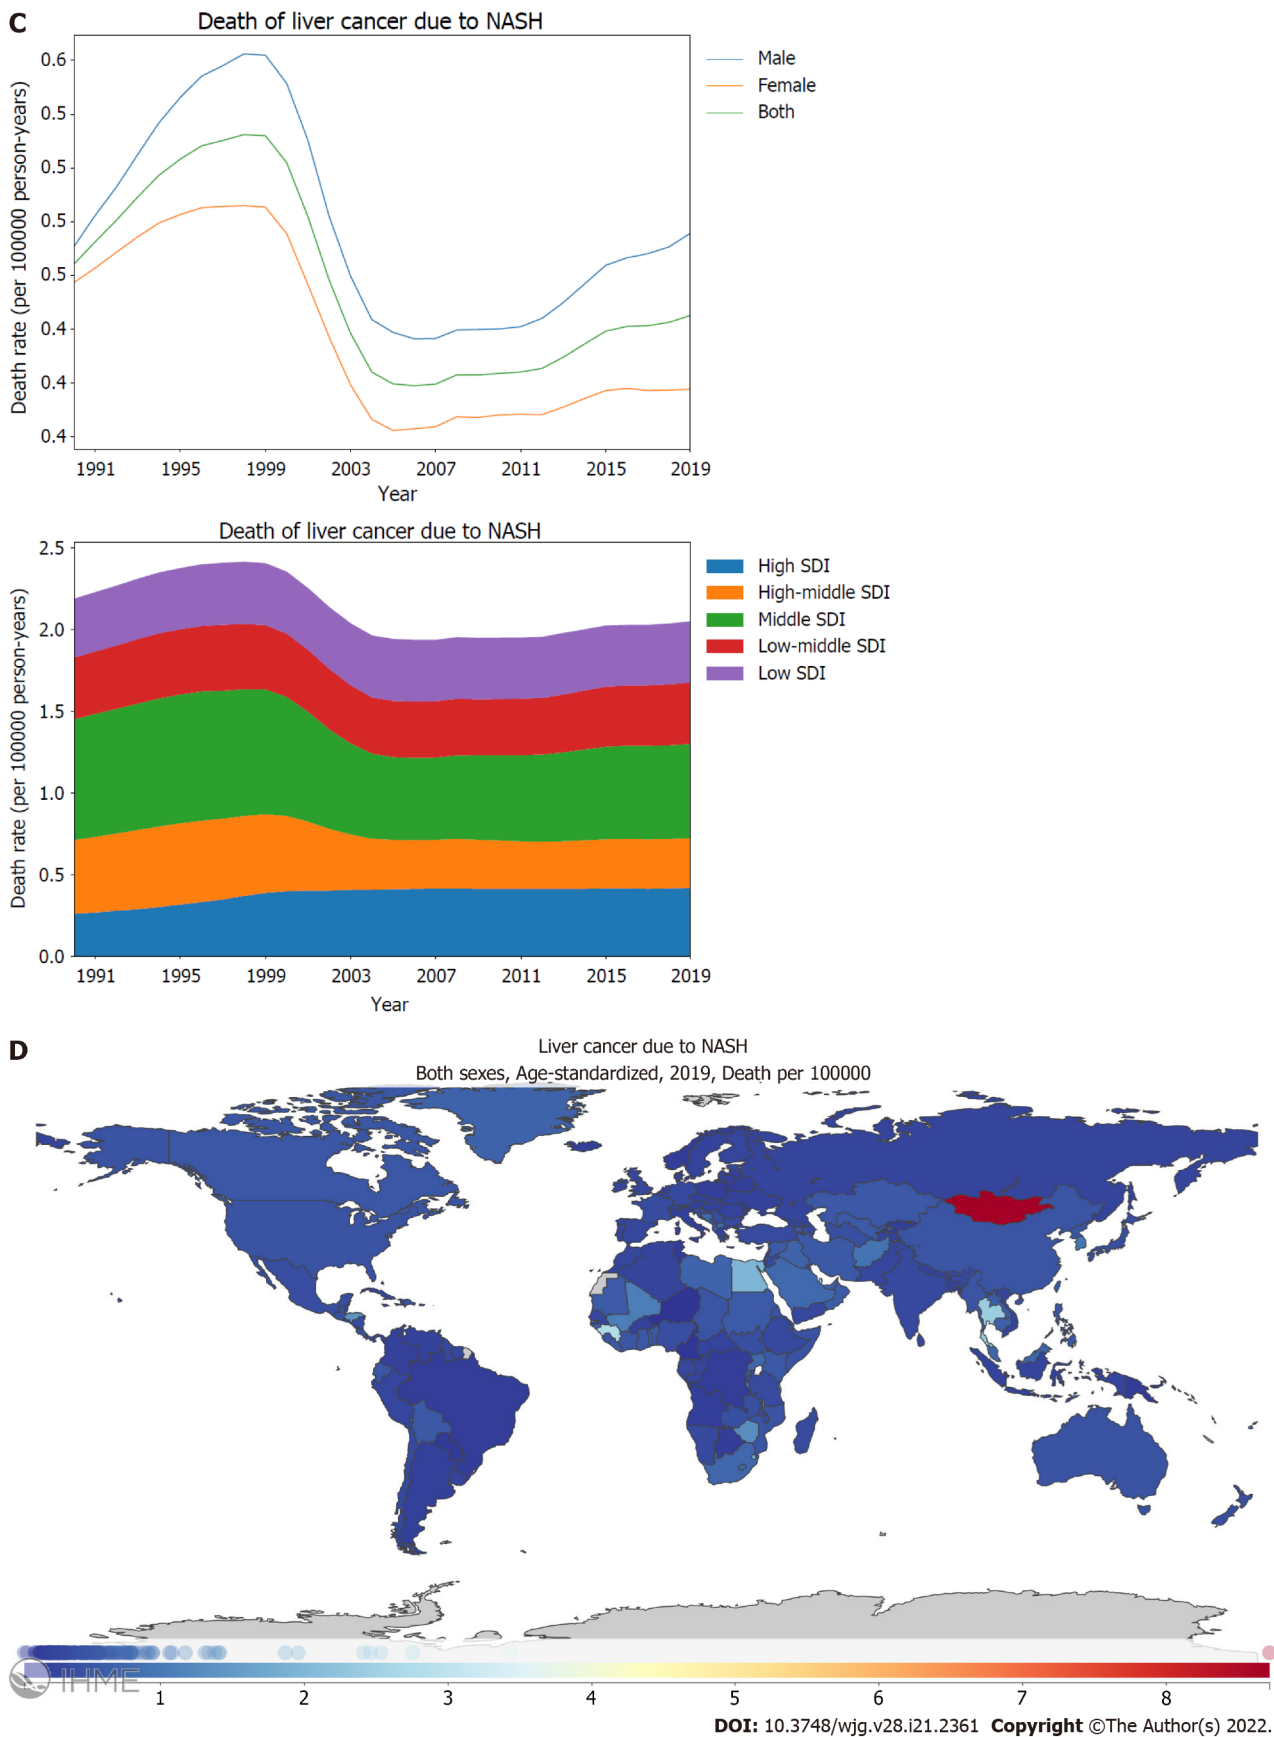 C
Death of liver cancer due to NASH
Death rate (per 100000 person-years)
0.6
0.5
0.5
0.5
0.5
0.4
0.4
0.4
1991 1995 1999 2003 2007 2011 2015 2019
Year
Male
Female
Both
Death of liver cancer due to NASH
Death rate (per 100000 person-years)
2.5
2.0
1.5
1.0
0.5
0.0
1991 1995 1999 2003 2007 2011 2015 2019
Year
High SDI
High-middle SDI
Middle SDI
Low-middle SDI
Low SDI
D
Liver cancer due to NASH
Both sexes, Age-standardized, 2019, Death per 100000
IHME
1 2 3 4 5 6 7 8
DOI: 10.3748/wjg.v28.i21.2361 Copyright ©The Author(s) 2022.